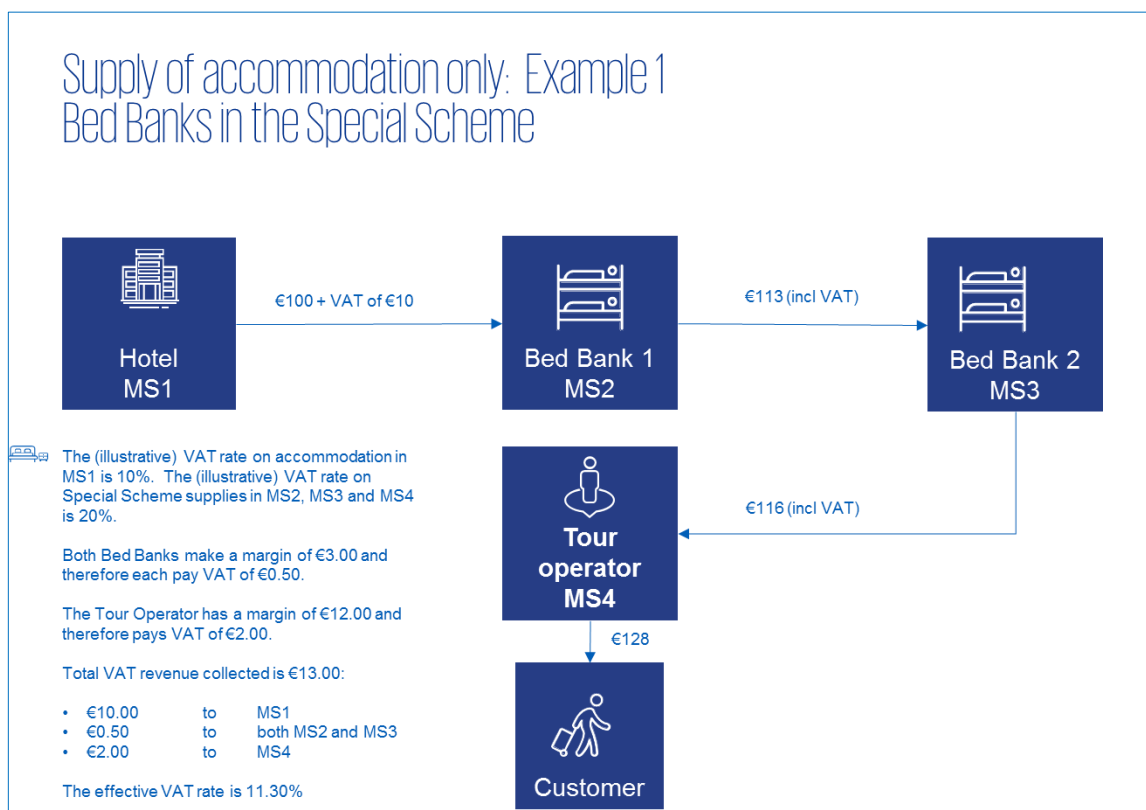 Supply of accommodation only: Example 1
Bed Banks in the Special Scheme
Hotel
MS1
€100 + VAT of €10
Bed Bank 1
MS2
€113 (incl VAT)
Bed Bank 2
MS3
€116 (incl VAT)
Tour
operator
MS4
€128
Customer
The (illustrative) VAT rate on accommodation in
MS1 is 10%. The (illustrative) VAT rate on
Special Scheme supplies in MS2, MS3 and MS4
is 20%.
Both Bed Banks make a margin of €3.00 and
therefore each pay VAT of €0.50.
The Tour Operator has a margin of €12.00 and
therefore pays VAT of €2.00.
Total VAT revenue collected is €13.00:
• €10.00 to MS1
• €0.50 to both MS2 and MS3
• €2.00 to MS4
The effective VAT rate is 11.30%